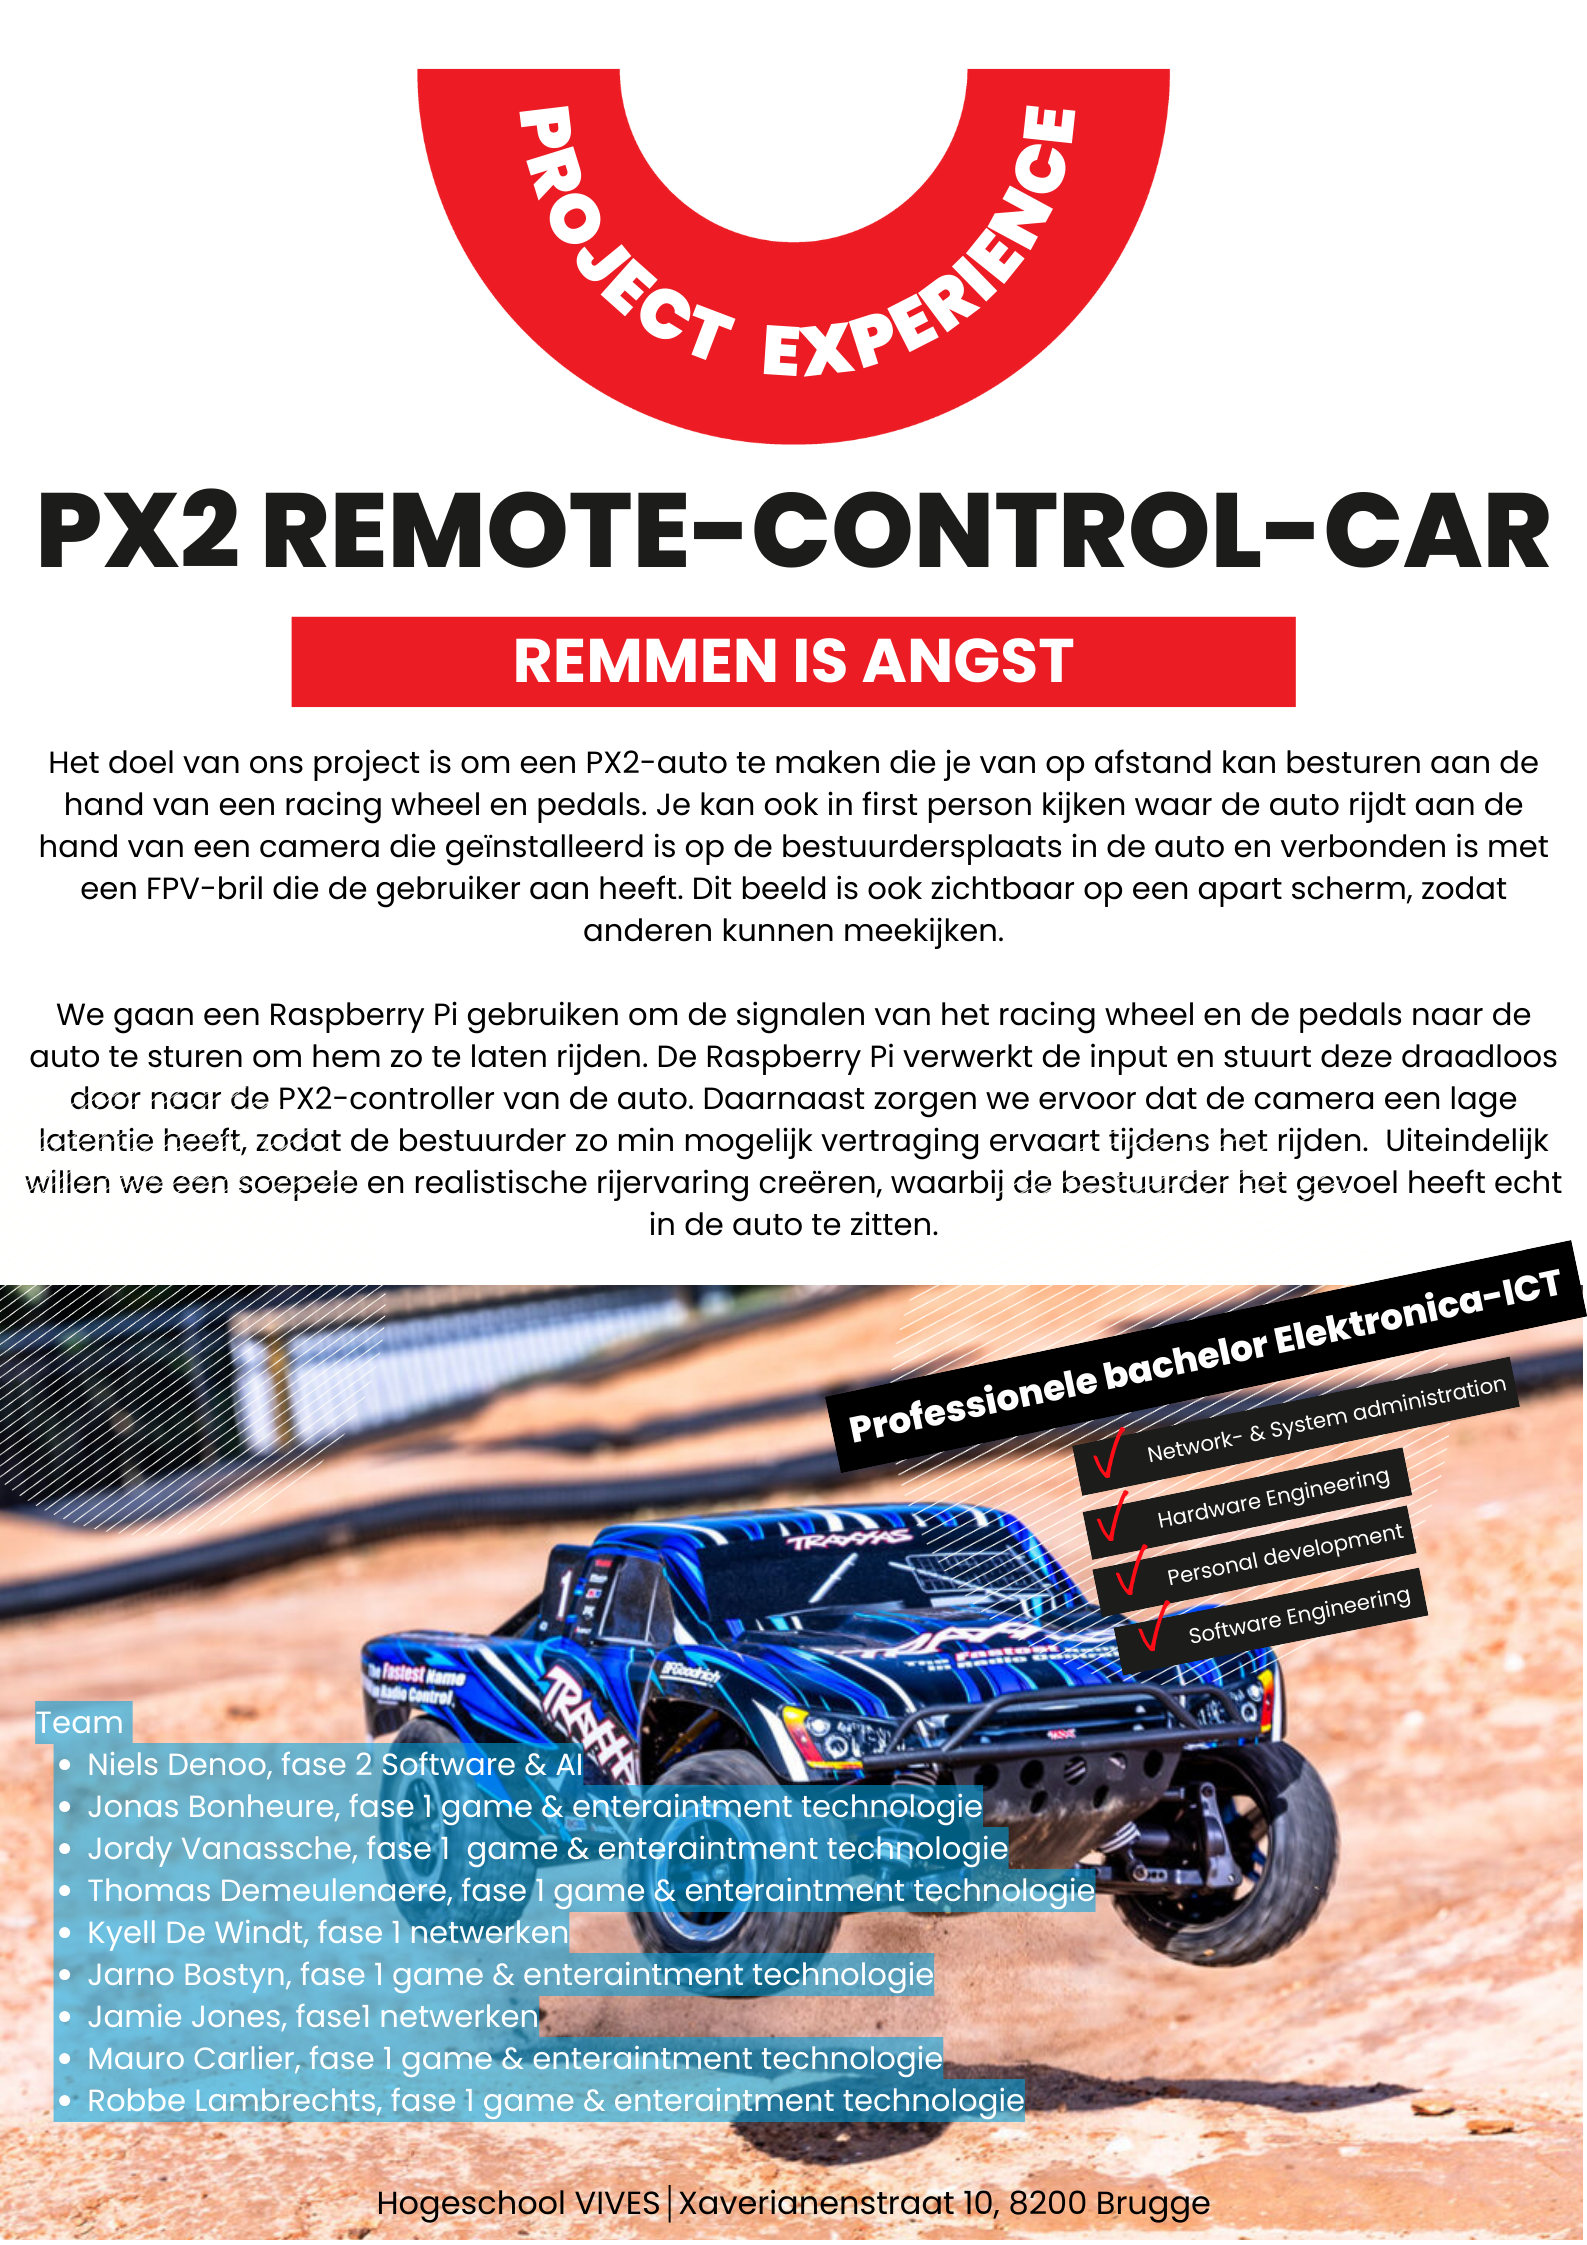 PROJECT EXPERIENCE
PX2 REMOTE-CONTROL-CAR
REMMEN IS ANGST
Het doel van ons project is om een PX2-auto te maken die je van op afstand kan besturen aan de
hand van een racing wheel en pedals. Je kan ook in first person kijken waar de auto rijdt aan de
hand van een camera die geïnstalleerd is op de bestuurdersplaats in de auto en verbonden is met
een FPV-bril die de gebruiker aan heeft. Dit beeld is ook zichtbaar op een apart scherm, zodat
anderen kunnen meekijken.
We gaan een Raspberry Pi gebruiken om de signalen van het racing wheel en de pedals naar de
auto te sturen om hem zo te laten rijden. De Raspberry Pi verwerkt de input en stuurt deze draadloos
door naar de PX2-controller van de auto. Daarnaast zorgen we ervoor dat de camera een lage
latentie heeft, zodat de bestuurder zo min mogelijk vertraging ervaart tijdens het rijden. Uiteindelijk
willen we een soepele en realistische rijervaring creëren, waarbij de bestuurder het gevoel heeft echt
in de auto te zitten.
Professionele bachelor Elektronica-ICT
Network- & System administration
Hardware Engineering
Personal development
Software Engineering
TRAXXAS
1
The Fastest Name
in Radio Control
BFGoodrich
TRAXXAS
Team
• Niels Denoo, fase 2 Software & AI
• Jonas Bonheure, fase 1 game & enteraintment technologie
• Jordy Vanassche, fase 1 game & enteraintment technologie
• Thomas Demeulenaere, fase 1 game & enteraintment technologie
• Kyell De Windt, fase 1 netwerken
• Jarno Bostyn, fase 1 game & enteraintment technologie
• Jamie Jones, fase1 netwerken
• Mauro Carlier, fase 1 game & enteraintment technologie
• Robbe Lambrechts, fase 1 game & enteraintment technologie
Hogeschool VIVES | Xaverianenstraat 10, 8200 Brugge